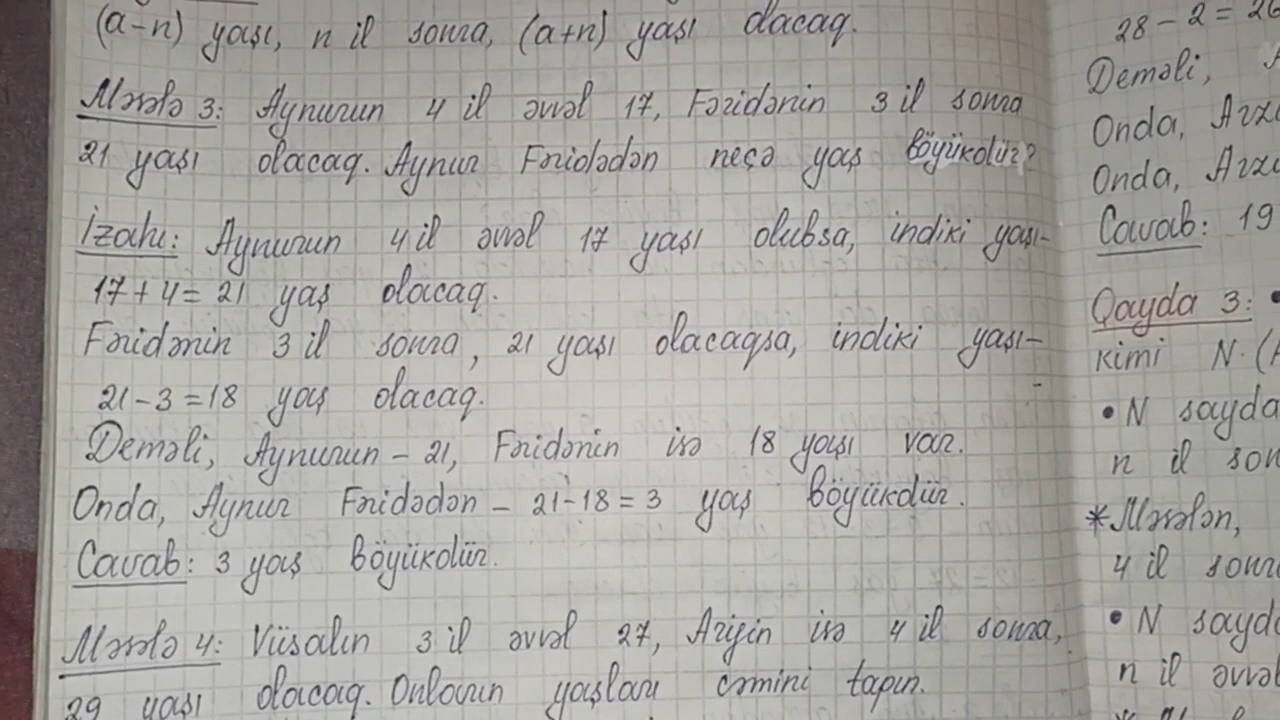 (a-n) yaşı, n il sonra, (a+n) yaşı olacaq.
Məsələ 3: Aynurun 4 il əvvəl 17, Fəridənin 3 il sonra
21 yaşı olacaq. Aynur Fəridədən neçə yaş böyükdür?
İzahı: Aynurun 4 il əvvəl 17 yaşı olubsa, indiki yaşı-
17+4=21 yaş olacaq.
Fəridənin 3 il sonra, 21 yaşı olacaqsa, indiki yaşı-
21-3=18 yaş olacaq.
Deməli, Aynurun - 21, Fəridənin isə 18 yaşı var.
Onda, Aynur Fəridədən - 21-18=3 yaş böyükdür.
Cavab: 3 yaş böyükdür.
Məsələ 4: Vüsalın 3 il əvvəl 27, Arifin isə 4 il sonra,
29 yaşı olacaq. Onların yaşları cəmini tapın.
28-2=26
Deməli,
Onda,
Onda,
Cavab: 19
Qayda 3: •
kimi N·(
• N sayda
n il son
*Məsələn,
4 il sonra
• N sayda
n il əvvəl